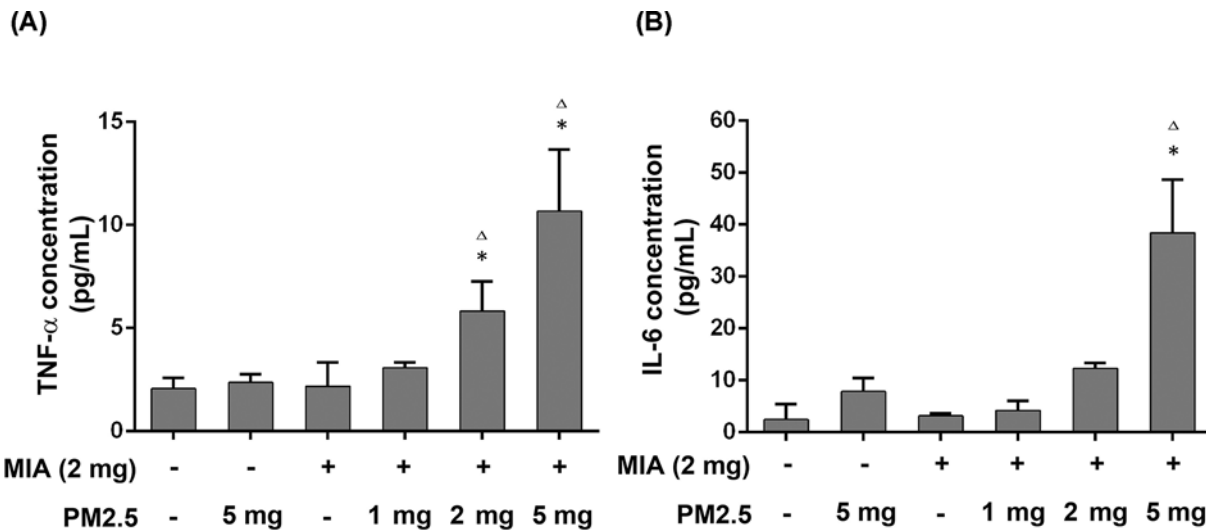 (A)
TNF-α concentration
(pg/mL)
15
10
5
0
Δ
*
Δ
*
MIA (2 mg) - - + + + +
PM2.5 - 5 mg - 1 mg 2 mg 5 mg
(B)
IL-6 concentration
(pg/mL)
60
50
40
30
20
10
0
Δ
*
MIA (2 mg) - - + + + +
PM2.5 - 5 mg - 1 mg 2 mg 5 mg